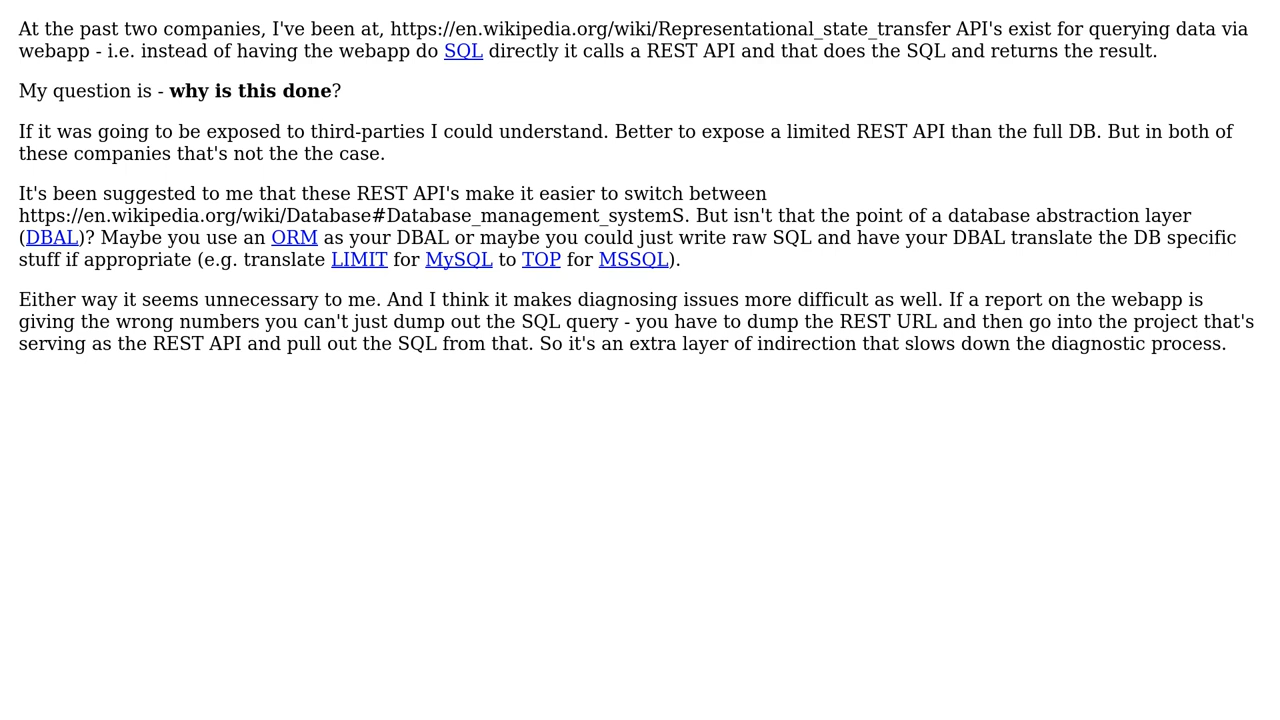 At the past two companies, I've been at, https://en.wikipedia.org/wiki/Representational_state_transfer API's exist for querying data via
webapp - i.e. instead of having the webapp do SQL directly it calls a REST API and that does the SQL and returns the result.
My question is - why is this done?
If it was going to be exposed to third-parties I could understand. Better to expose a limited REST API than the full DB. But in both of
these companies that's not the the case.
It's been suggested to me that these REST API's make it easier to switch between
https://en.wikipedia.org/wiki/Database#Database_management_systemS. But isn't that the point of a database abstraction layer
(DBAL)? Maybe you use an ORM as your DBAL or maybe you could just write raw SQL and have your DBAL translate the DB specific
stuff if appropriate (e.g. translate LIMIT for MySQL to TOP for MSSQL).
Either way it seems unnecessary to me. And I think it makes diagnosing issues more difficult as well. If a report on the webapp is
giving the wrong numbers you can't just dump out the SQL query - you have to dump the REST URL and then go into the project that's
serving as the REST API and pull out the SQL from that. So it's an extra layer of indirection that slows down the diagnostic process.